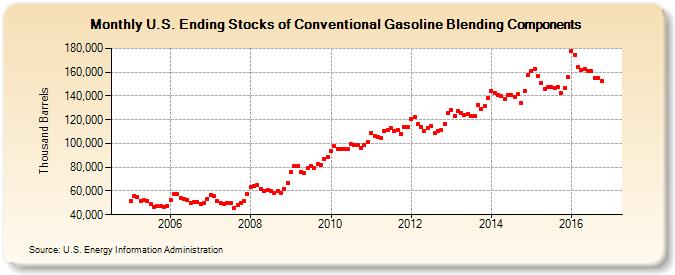 Monthly U.S. Ending Stocks of Conventional Gasoline Blending Components
Thousand Barrels
180,000
160,000
140,000
120,000
100,000
80,000
60,000
40,000
2006 2008 2010 2012 2014 2016
Source: U.S. Energy Information Administration